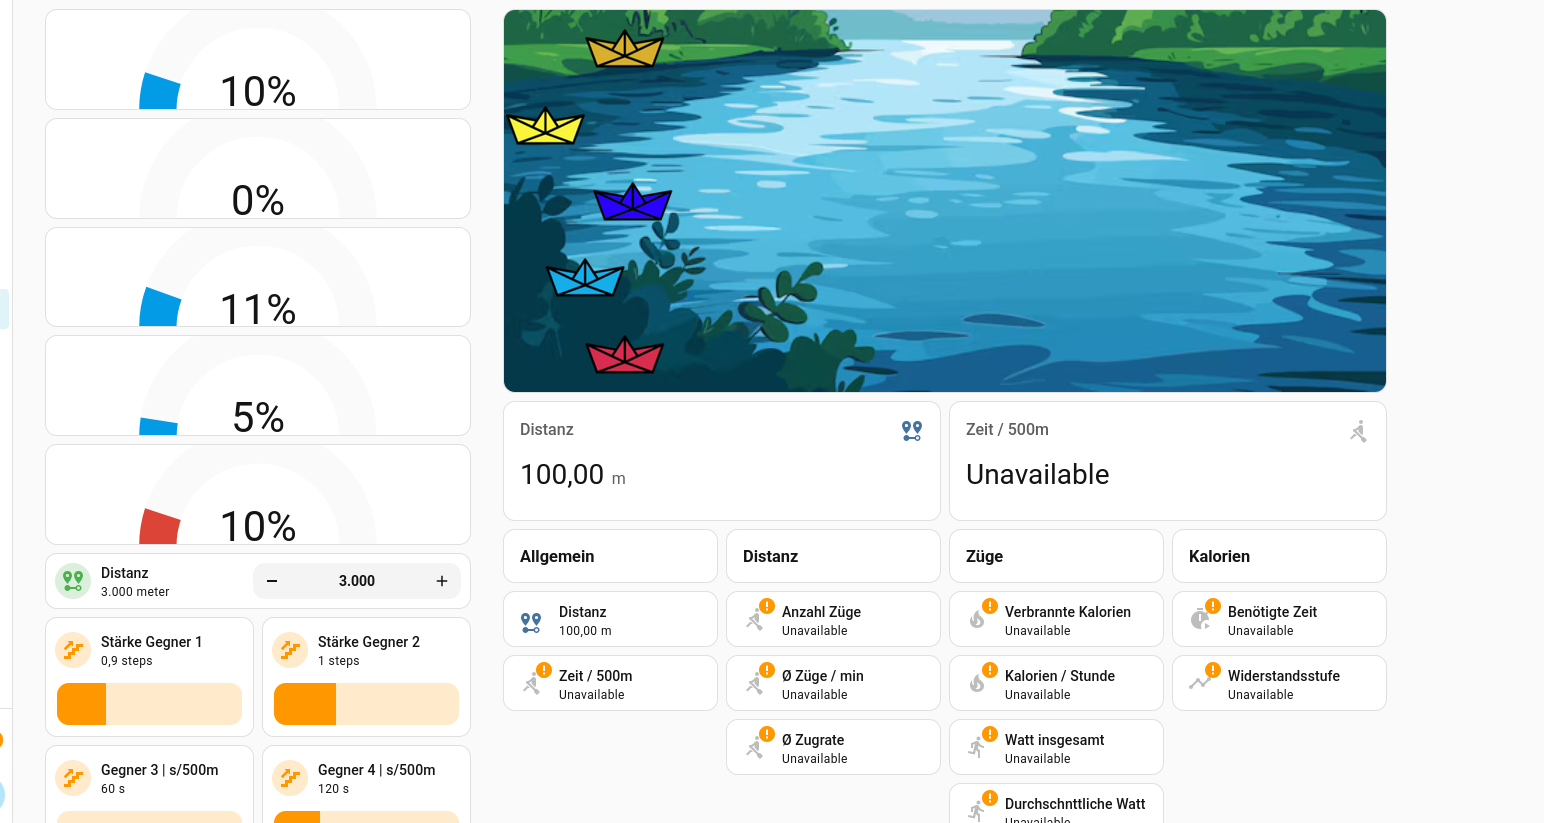 10%
0%
11%
5%
10%
Distanz
3.000 meter
− 3.000 +
Stärke Gegner 1
0,9 steps
Stärke Gegner 2
1 steps
Gegner 3 | s/500m
60 s
Gegner 4 | s/500m
120 s
Distanz
100,00 m
Zeit / 500m
Unavailable
Allgemein
Distanz
Züge
Kalorien
Distanz
100,00 m
Anzahl Züge
Unavailable
Verbrannte Kalorien
Unavailable
Benötigte Zeit
Unavailable
Zeit / 500m
Unavailable
Ø Züge / min
Unavailable
Kalorien / Stunde
Unavailable
Widerstandsstufe
Unavailable
Ø Zugrate
Unavailable
Watt insgesamt
Unavailable
Durchschnttliche Watt
Unavailable